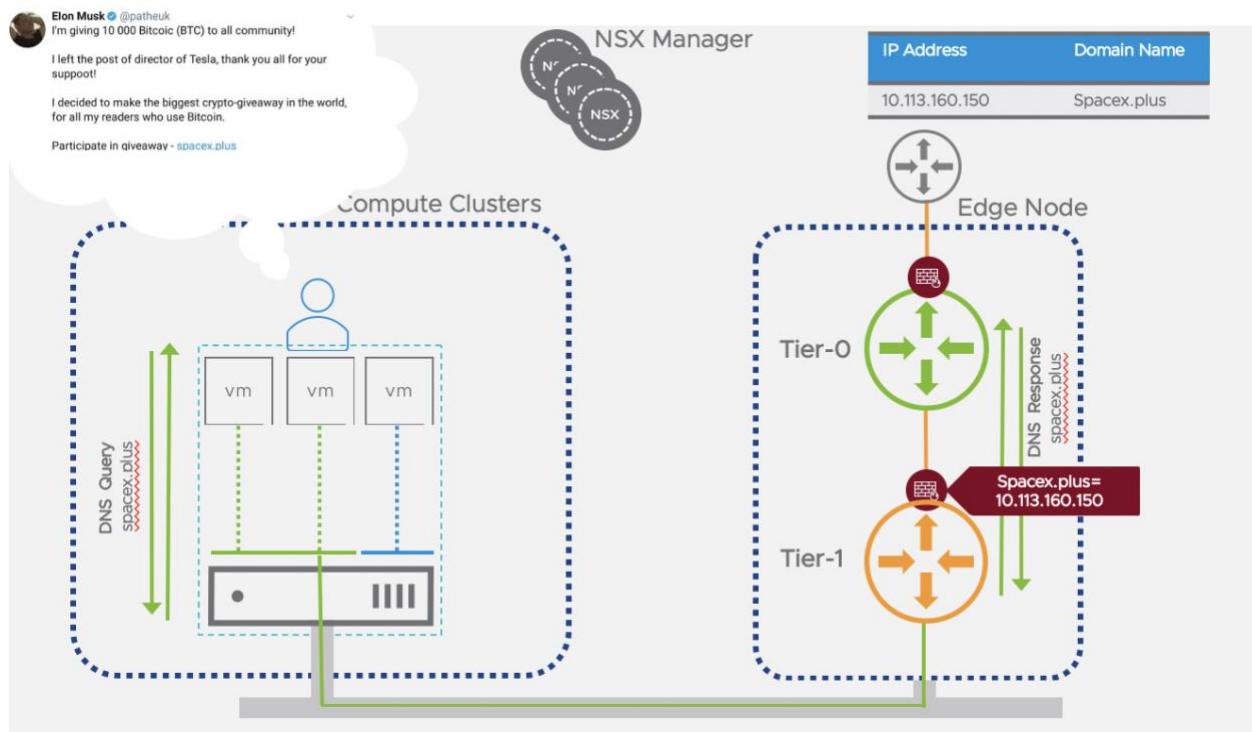 Elon Musk @patheuk
I'm giving 10 000 Bitcoic (BTC) to all community!
I left the post of director of Tesla, thank you all for your
suppoot!
I decided to make the biggest crypto-giveaway in the world,
for all my readers who use Bitcoin.
Participate in giveaway - spacex.plus
NSX Manager
NSX
NSX
NSX
IP Address Domain Name
10.113.160.150 Spacex.plus
Compute Clusters
Edge Node
vm vm vm
DNS Query
spacex.plus
Tier-0
DNS Response
spacex.plus
Spacex.plus=
10.113.160.150
Tier-1